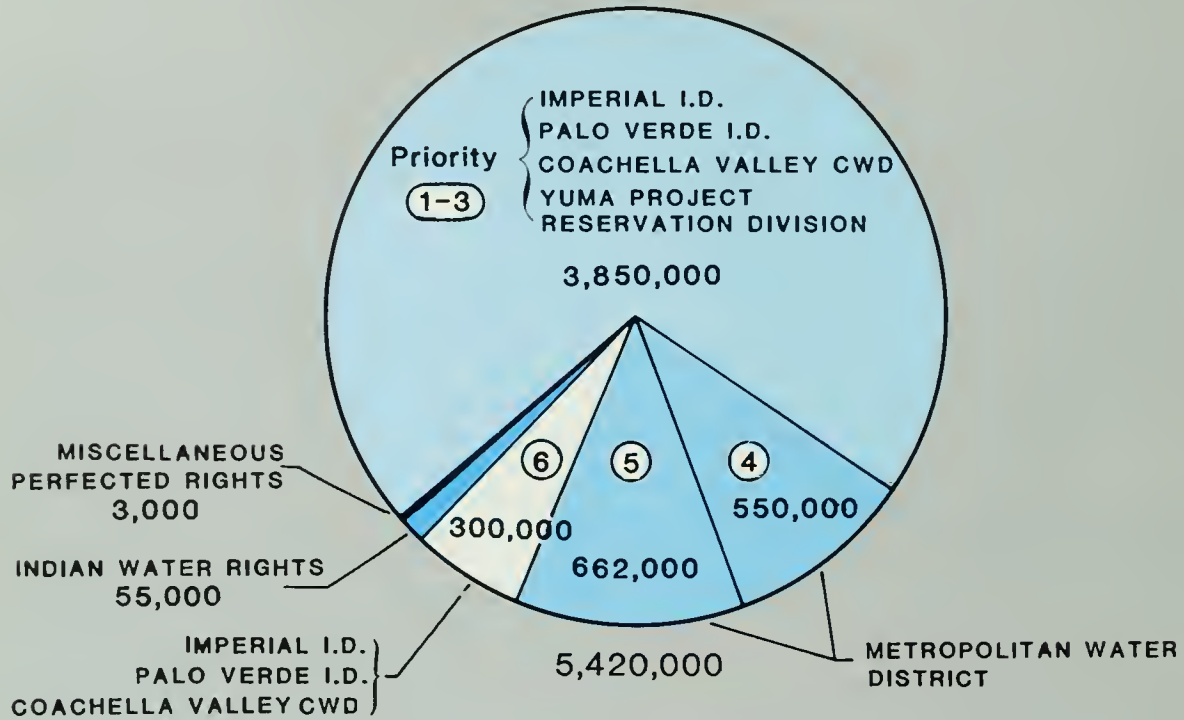 IMPERIAL I.D.
PALO VERDE I.D.
Priority
COACHELLA VALLEY CWD
1-3
YUMA PROJECT
RESERVATION DIVISION
3,850,000
6
5
4
MISCELLANEOUS
PERFECTED RIGHTS
3,000
300,000
550,000
INDIAN WATER RIGHTS
55,000
662,000
IMPERIAL I.D.
PALO VERDE I.D.
COACHELLA VALLEY CWD
5,420,000
METROPOLITAN WATER
DISTRICT